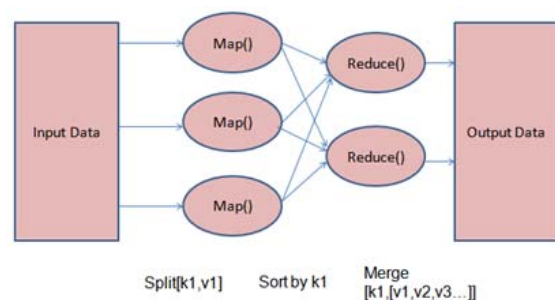 Input Data
Map()
Map()
Map()
Reduce()
Reduce()
Output Data
Split[k1,v1]
Sort by k1
Merge
[k1,[v1,v2,v3...]]